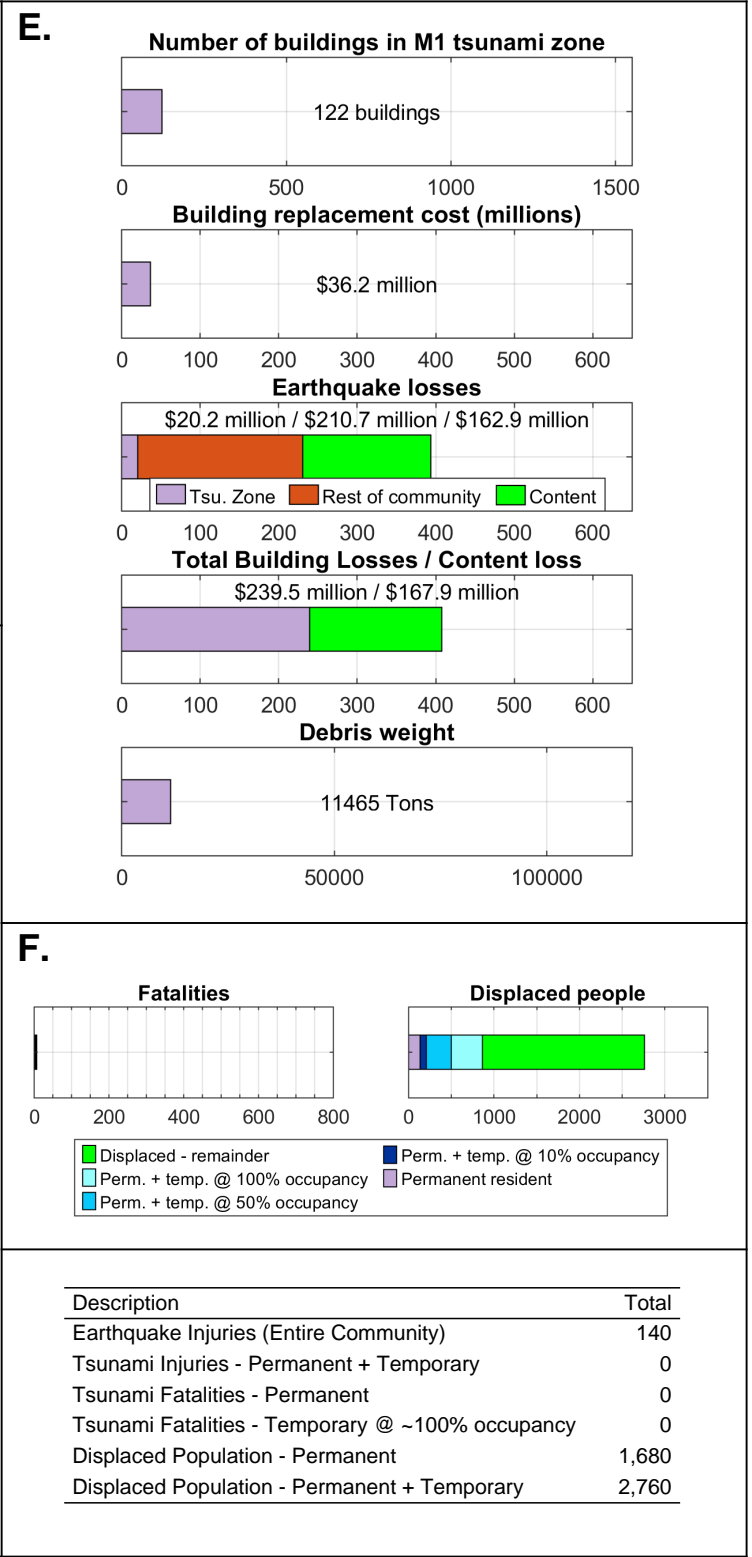 E.
Number of buildings in M1 tsunami zone
122 buildings
0 500 1000 1500
Building replacement cost (millions)
$36.2 million
0 100 200 300 400 500 600
Earthquake losses
$20.2 million / $210.7 million / $162.9 million
Tsu. Zone Rest of community Content
0 100 200 300 400 500 600
Total Building Losses / Content loss
$239.5 million / $167.9 million
0 100 200 300 400 500 600
Debris weight
11465 Tons
0 50000 100000
F.
Fatalities
0 200 400 600 800
Displaced people
0 1000 2000 3000
Displaced - remainder
Perm. + temp. @ 100% occupancy
Perm. + temp. @ 50% occupancy
Perm. + temp. @ 10% occupancy
Permanent resident
Description Total
Earthquake Injuries (Entire Community) 140
Tsunami Injuries - Permanent + Temporary 0
Tsunami Fatalities - Permanent 0
Tsunami Fatalities - Temporary @ ~100% occupancy 0
Displaced Population - Permanent 1,680
Displaced Population - Permanent + Temporary 2,760